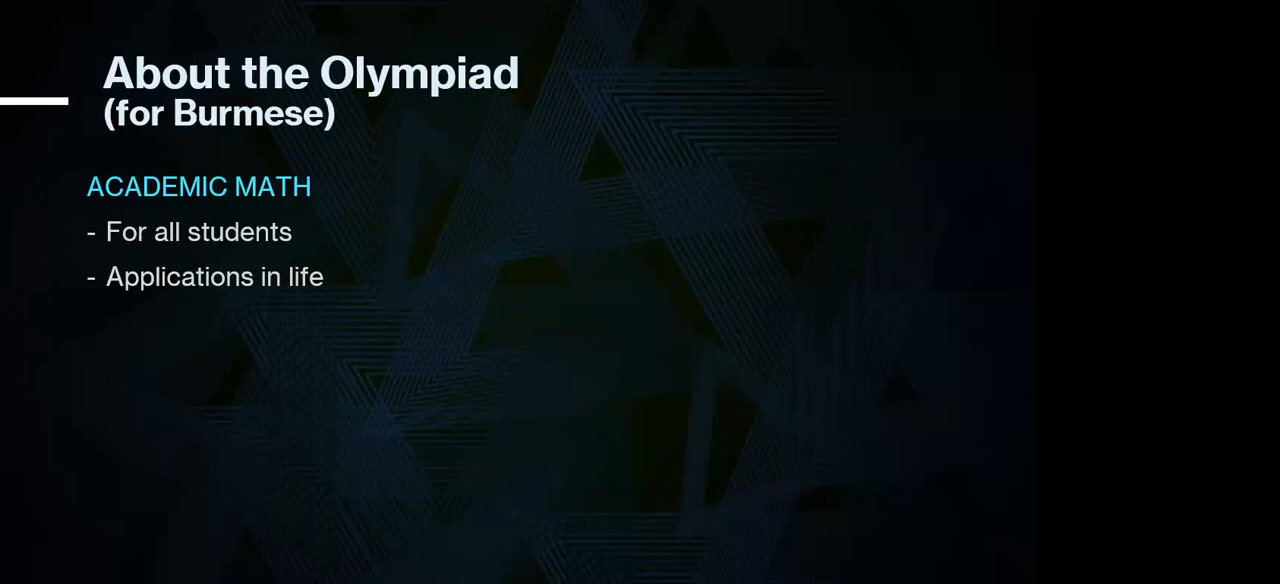 About the Olympiad
(for Burmese)
ACADEMIC MATH
- For all students
- Applications in life